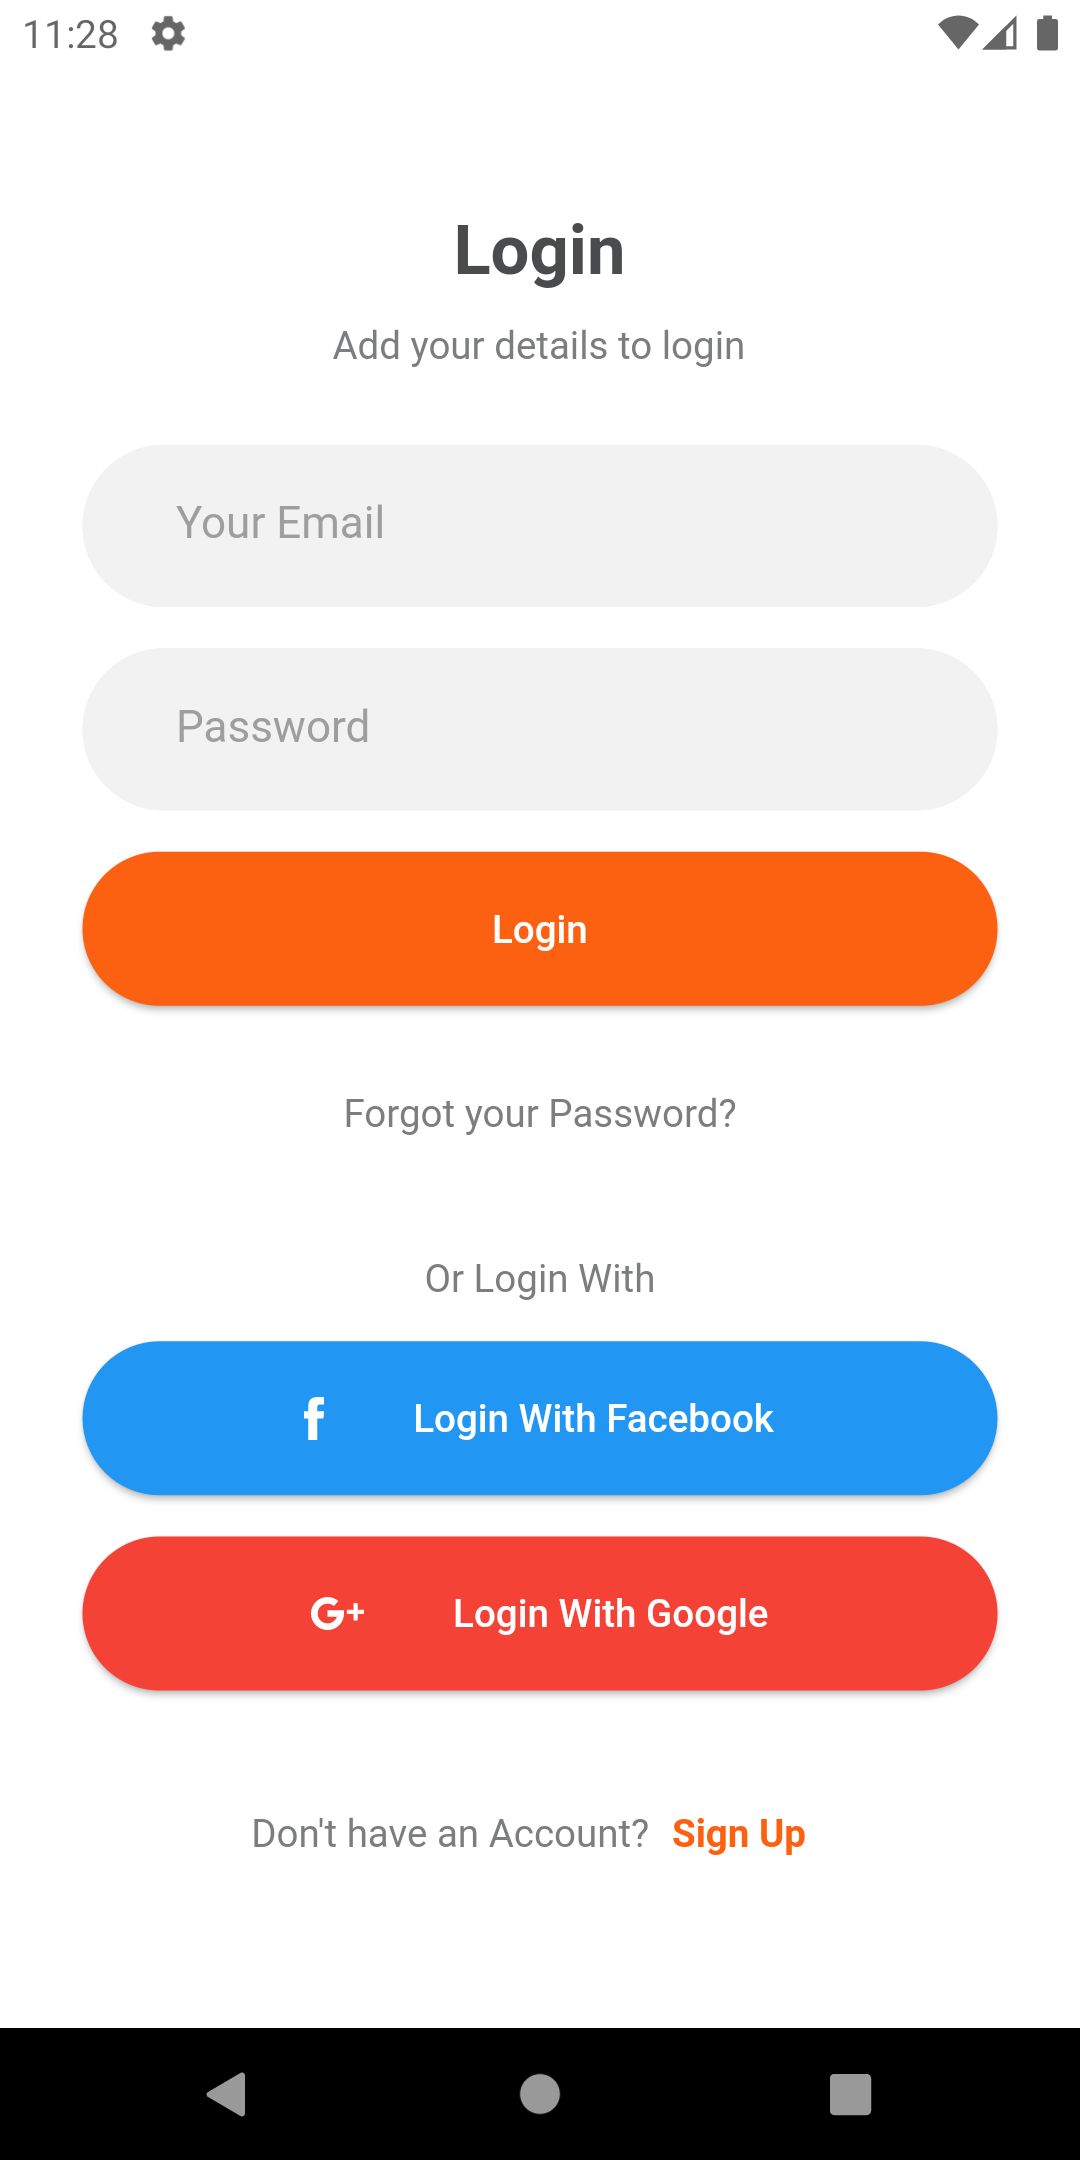 11:28
Login
Add your details to login
Your Email
Password
Login
Forgot your Password?
Or Login With
f Login With Facebook
G+ Login With Google
Don't have an Account? Sign Up